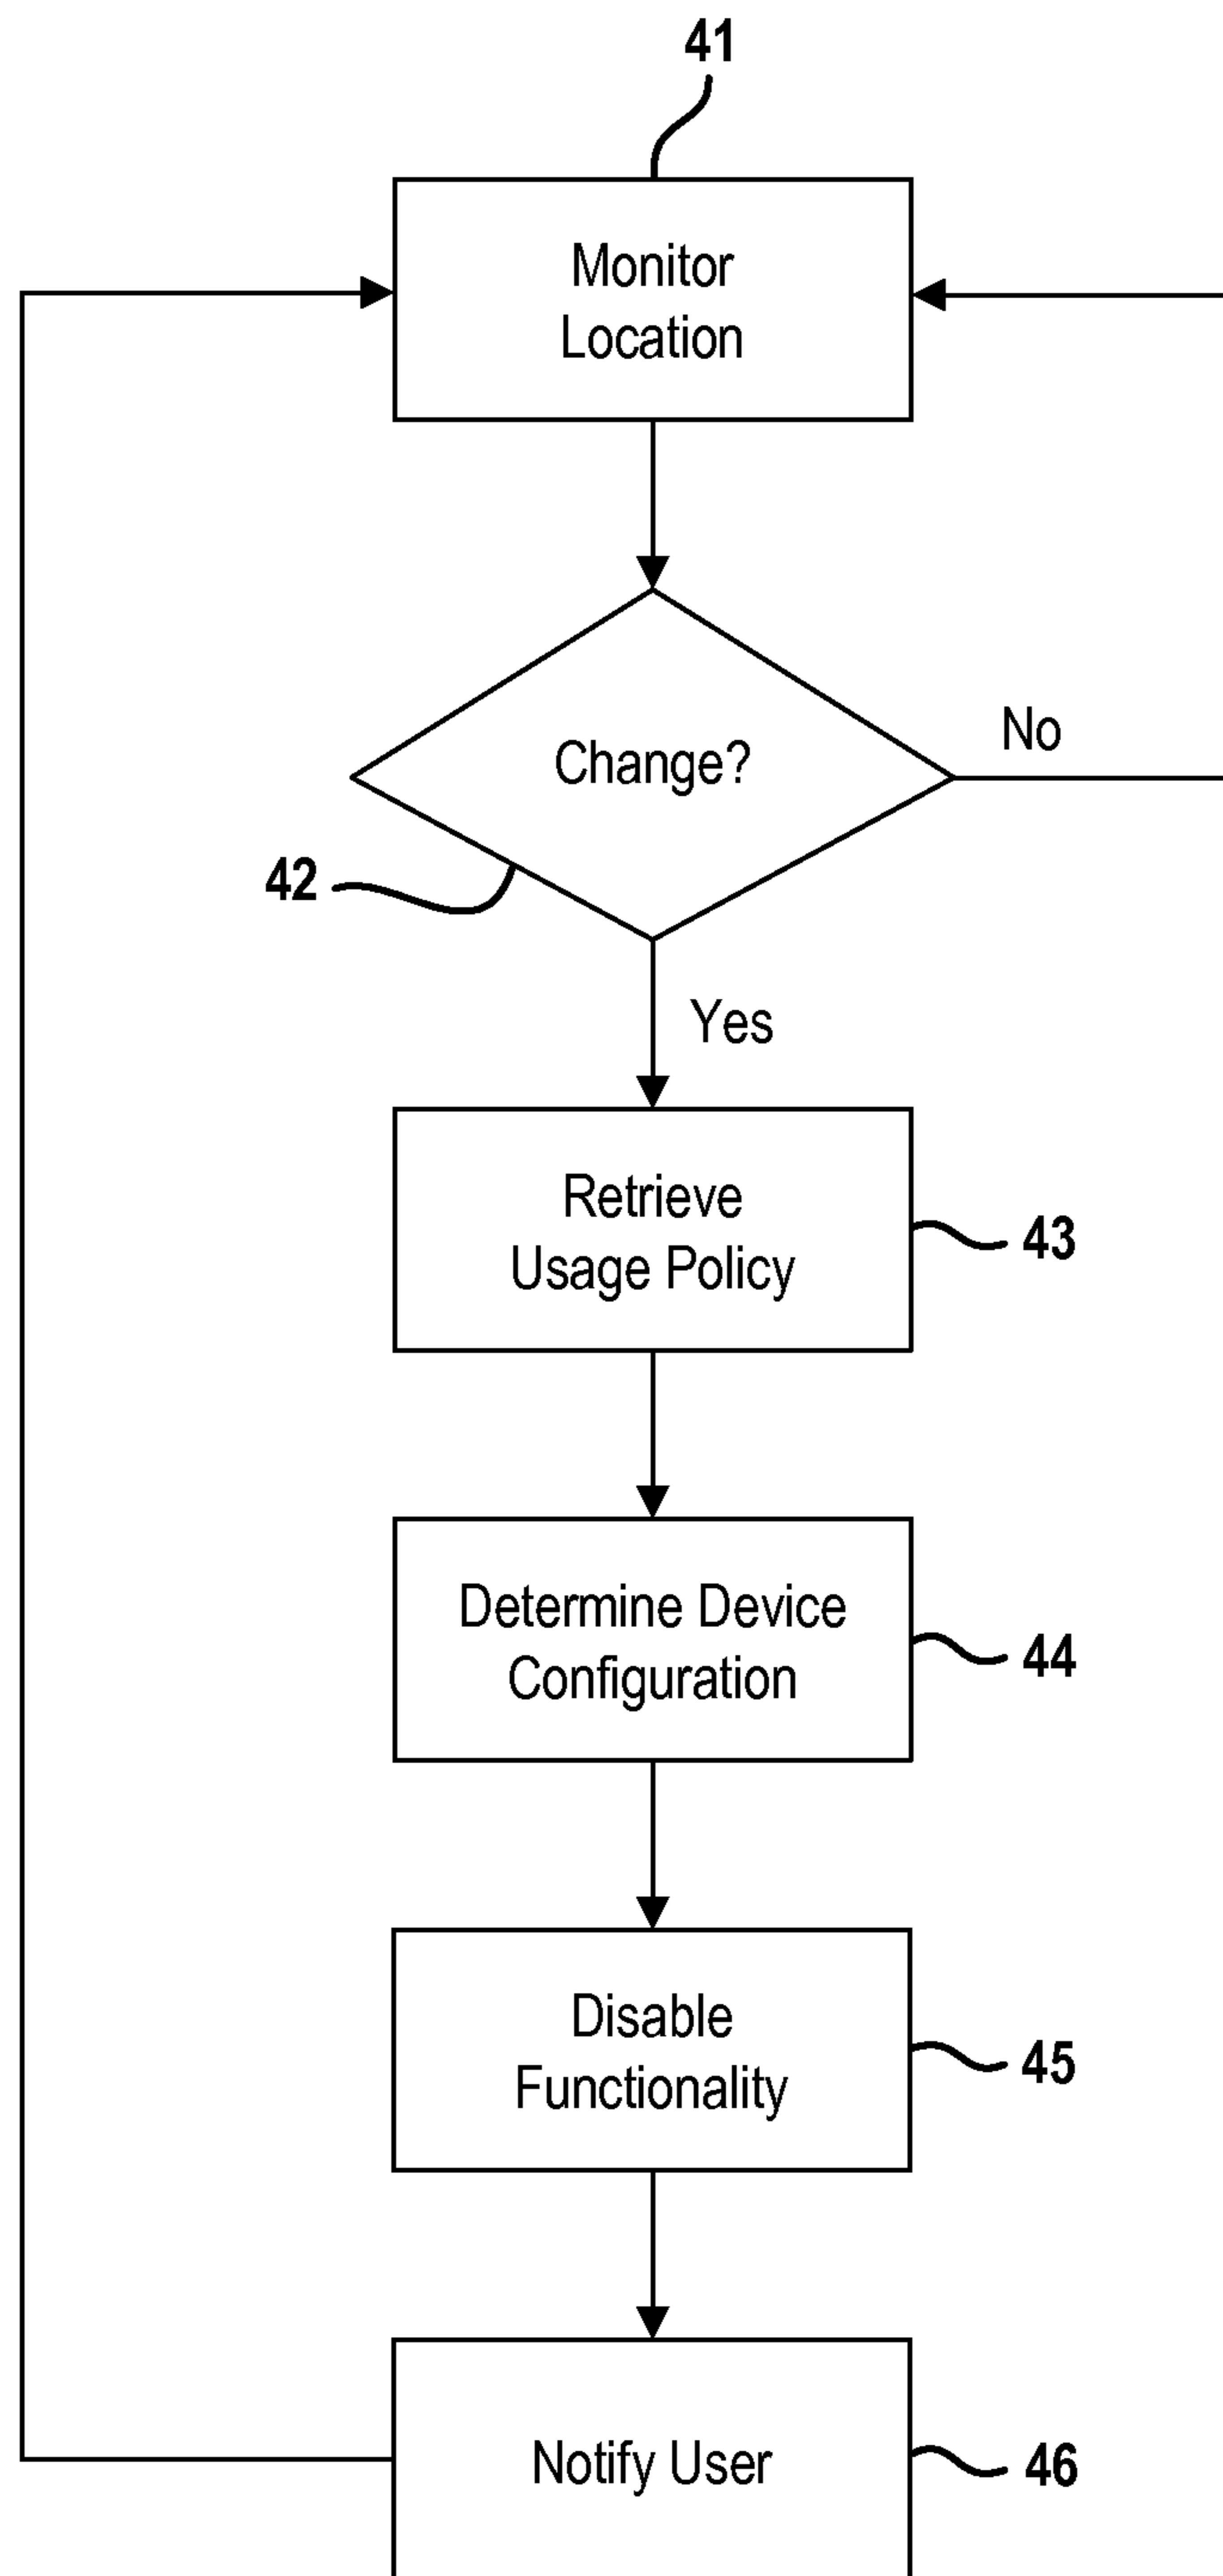 41
Monitor
Location
Change?
No
42
Yes
Retrieve
Usage Policy
43
Determine Device
Configuration
44
Disable
Functionality
45
Notify User
46